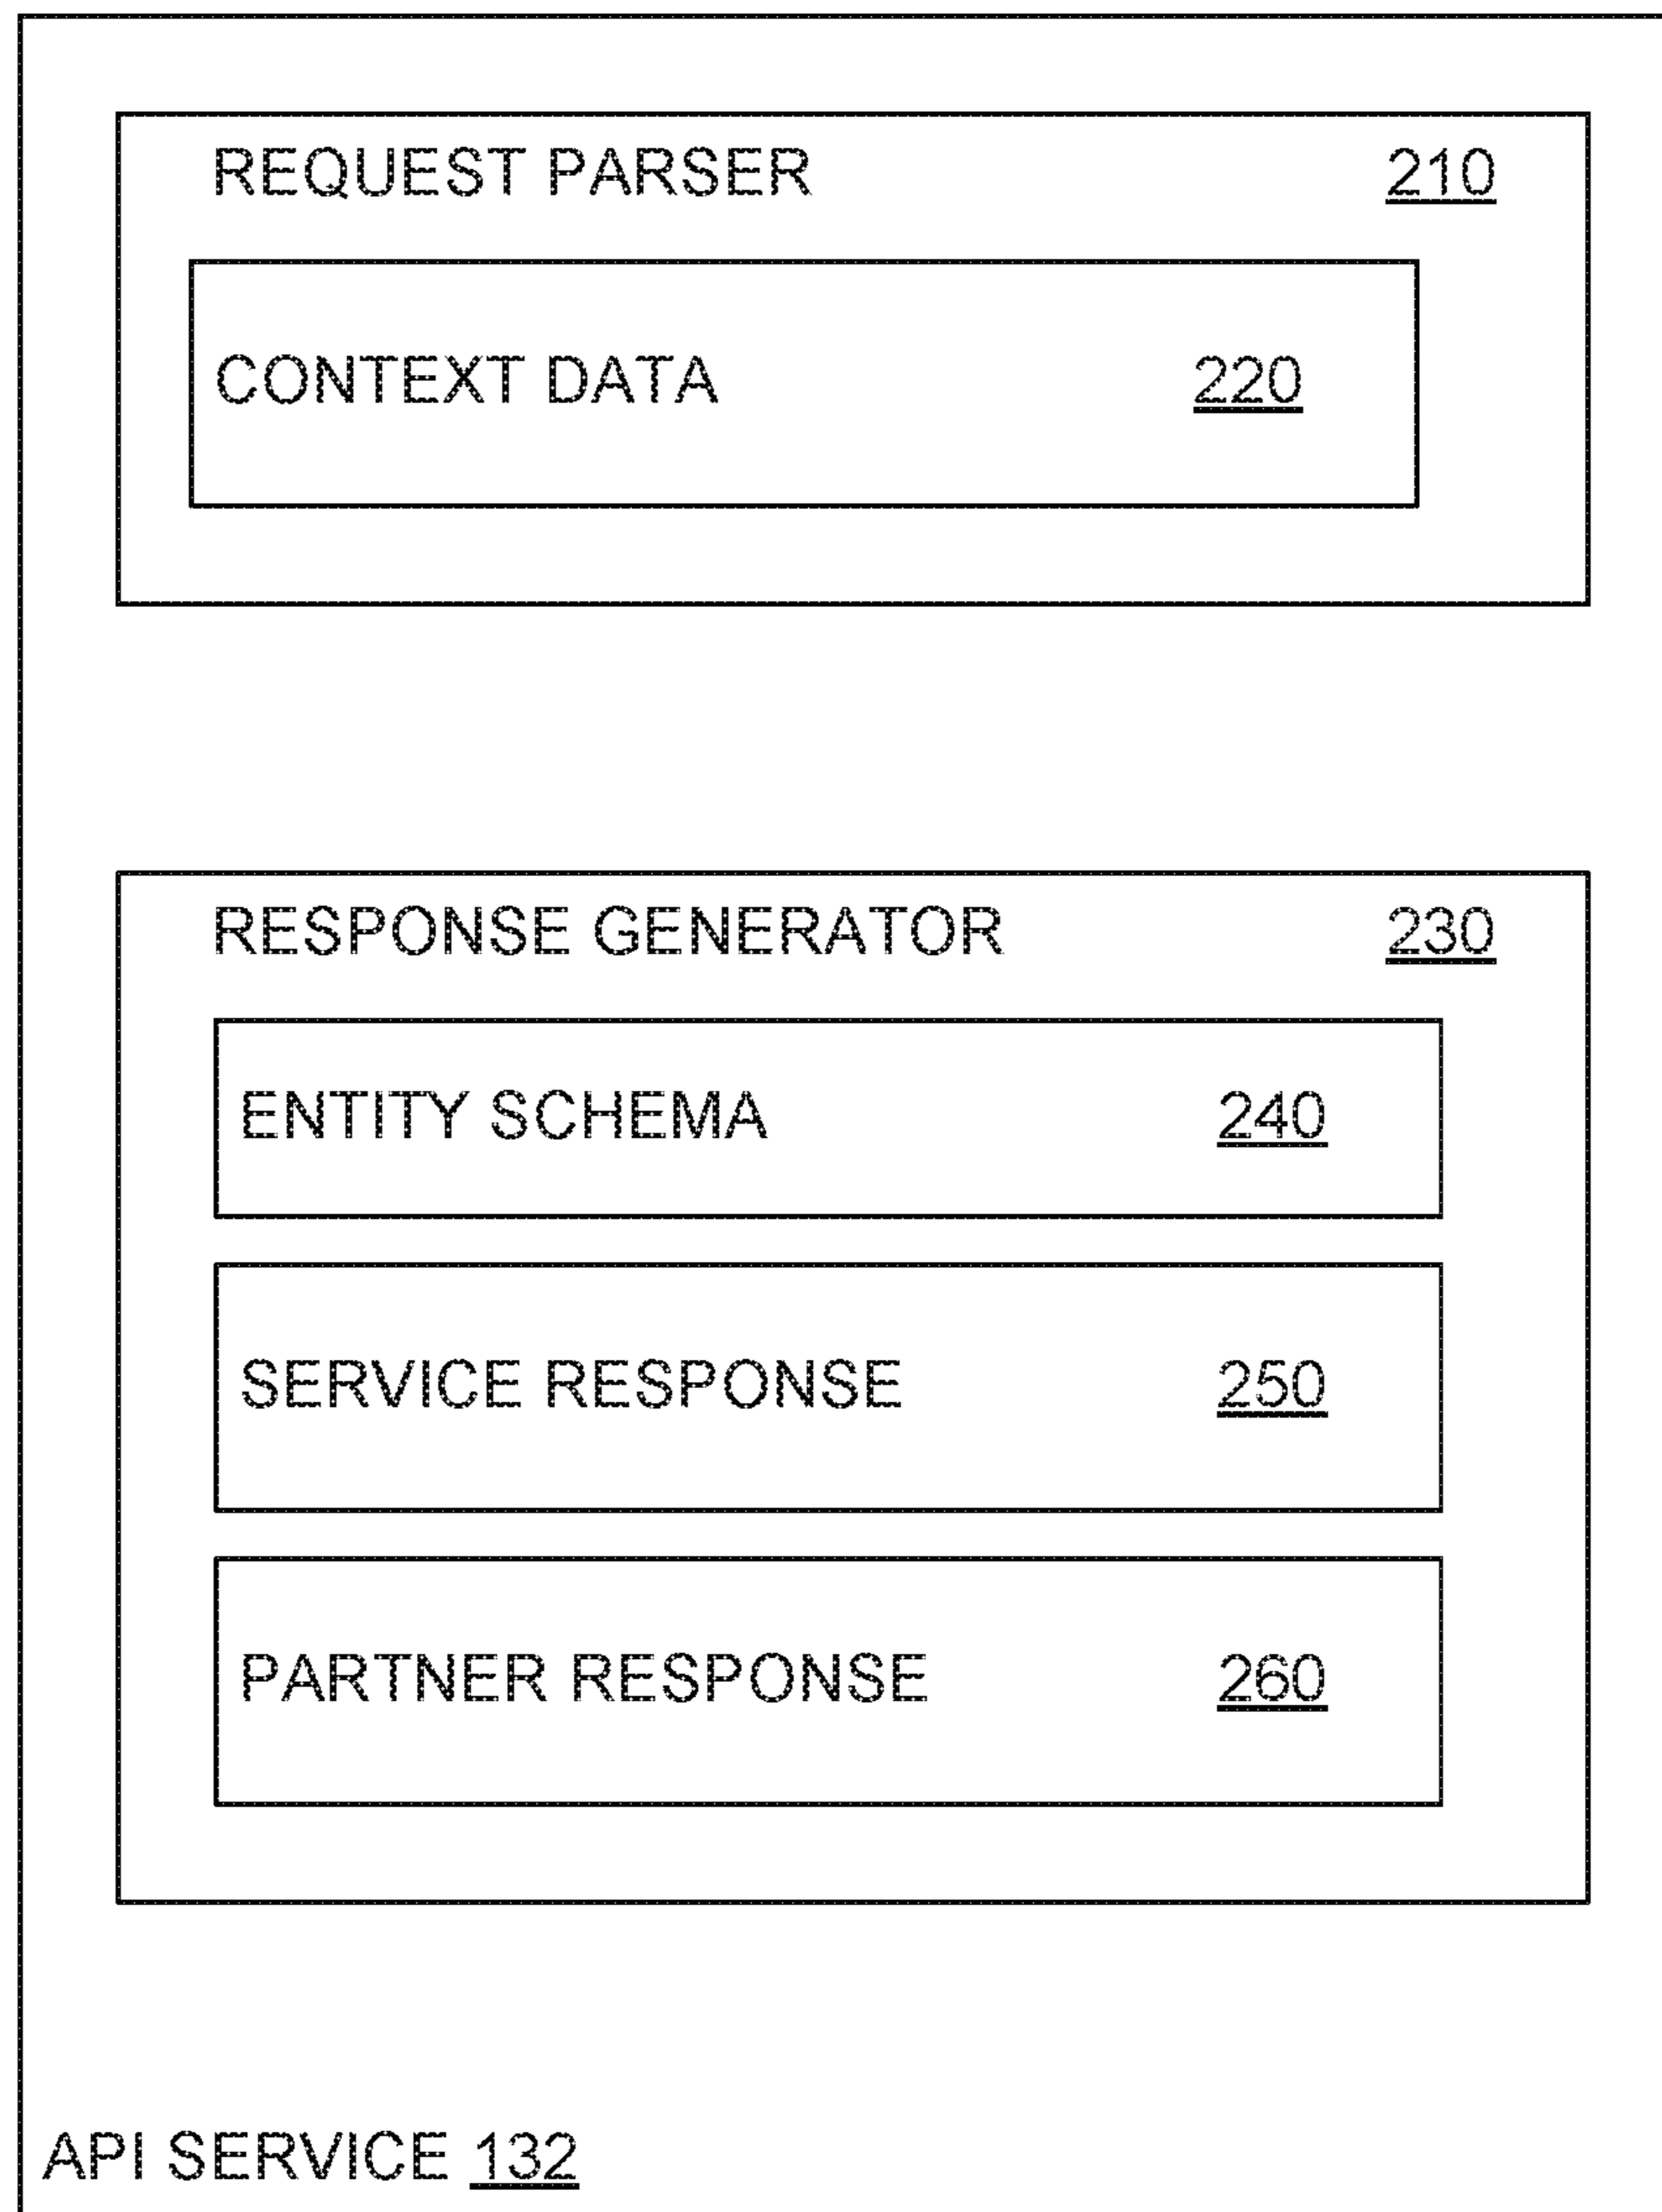 REQUEST PARSER 210
CONTEXT DATA 220
RESPONSE GENERATOR 230
ENTITY SCHEMA 240
SERVICE RESPONSE 250
PARTNER RESPONSE 260
API SERVICE 132